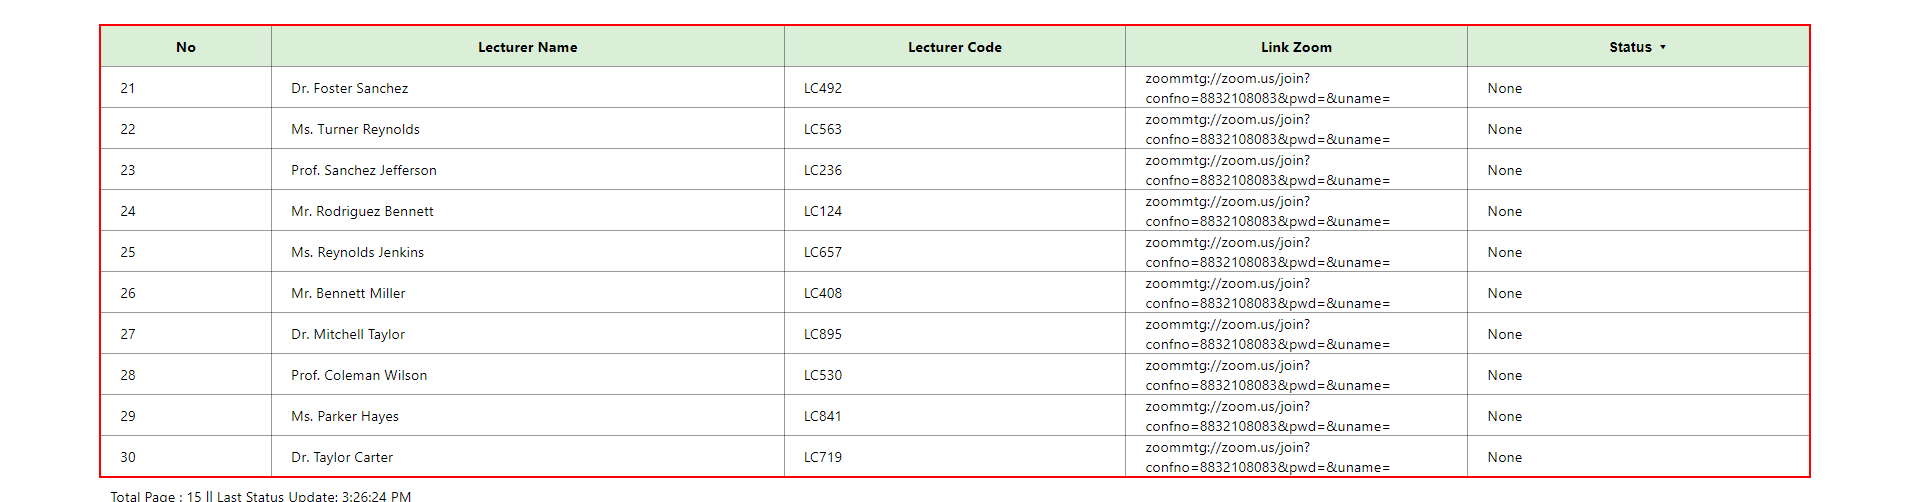 No Lecturer Name Lecturer Code Link Zoom Status ▼
21 Dr. Foster Sanchez LC492 zoommtg://zoom.us/join?
confno=8832108083&pwd=&uname= None
22 Ms. Turner Reynolds LC563 zoommtg://zoom.us/join?
confno=8832108083&pwd=&uname= None
23 Prof. Sanchez Jefferson LC236 zoommtg://zoom.us/join?
confno=8832108083&pwd=&uname= None
24 Mr. Rodriguez Bennett LC124 zoommtg://zoom.us/join?
confno=8832108083&pwd=&uname= None
25 Ms. Reynolds Jenkins LC657 zoommtg://zoom.us/join?
confno=8832108083&pwd=&uname= None
26 Mr. Bennett Miller LC408 zoommtg://zoom.us/join?
confno=8832108083&pwd=&uname= None
27 Dr. Mitchell Taylor LC895 zoommtg://zoom.us/join?
confno=8832108083&pwd=&uname= None
28 Prof. Coleman Wilson LC530 zoommtg://zoom.us/join?
confno=8832108083&pwd=&uname= None
29 Ms. Parker Hayes LC841 zoommtg://zoom.us/join?
confno=8832108083&pwd=&uname= None
30 Dr. Taylor Carter LC719 zoommtg://zoom.us/join?
confno=8832108083&pwd=&uname= None
Total Page : 15 || Last Status Update: 3:26:24 PM